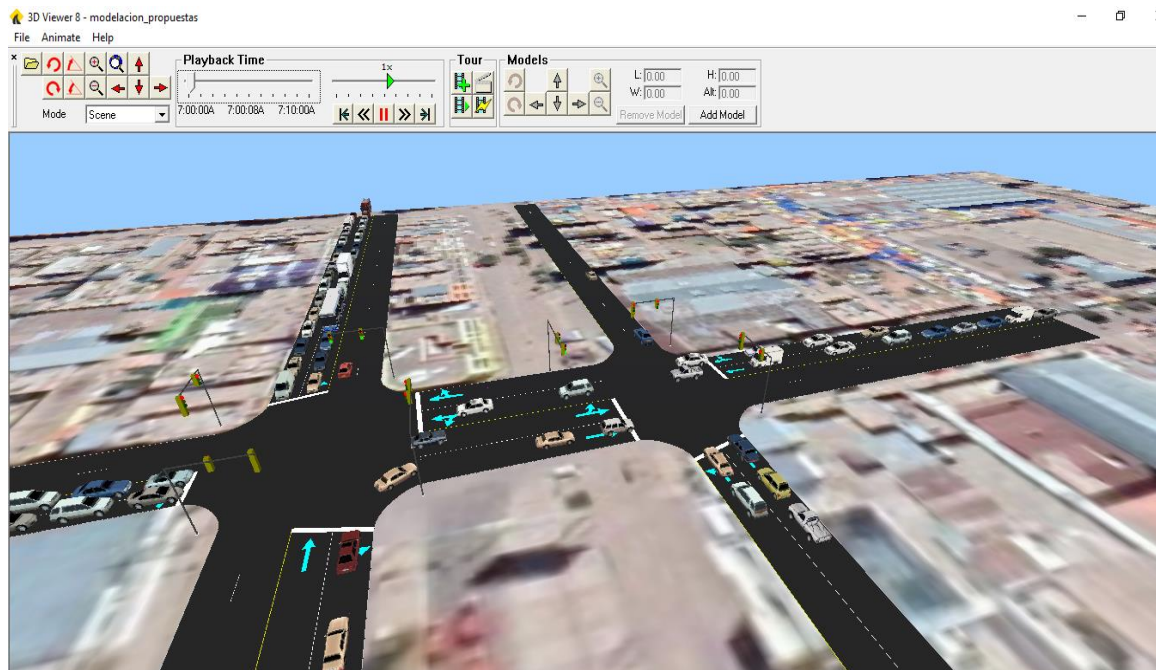 3D Viewer 8 - modelacion_propuestas
File Animate Help
Playback Time
1x
7:00:00A 7:00:08A 7:10:00A
Mode Scene
Tour
Models
L: 0.00 H: 0.00
W: 0.00 Alt: 0.00
Remove Model Add Model